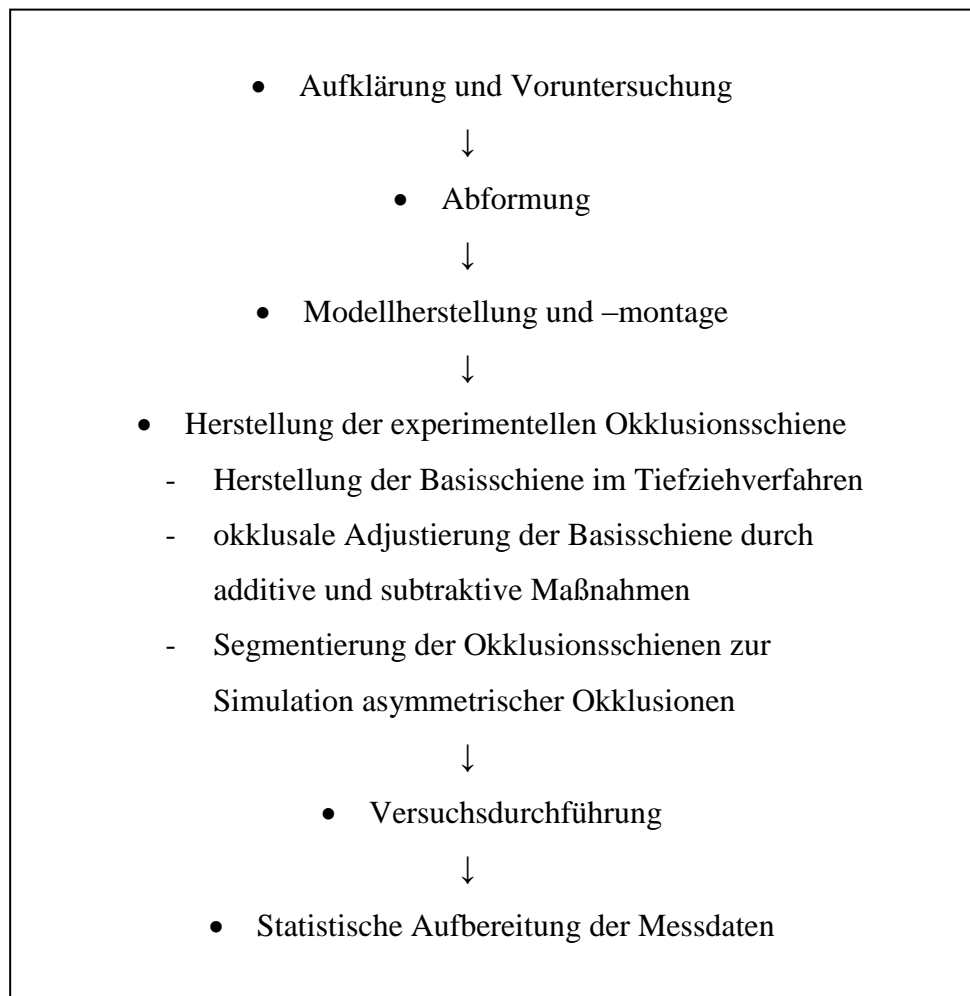 • Aufklärung und Voruntersuchung
↓
• Abformung
↓
• Modellherstellung und –montage
↓
• Herstellung der experimentellen Okklusionsschiene
- Herstellung der Basisschiene im Tiefziehverfahren
- okklusale Adjustierung der Basisschiene durch
additive und subtraktive Maßnahmen
- Segmentierung der Okklusionsschienen zur
Simulation asymmetrischer Okklusionen
↓
• Versuchsdurchführung
↓
• Statistische Aufbereitung der Messdaten